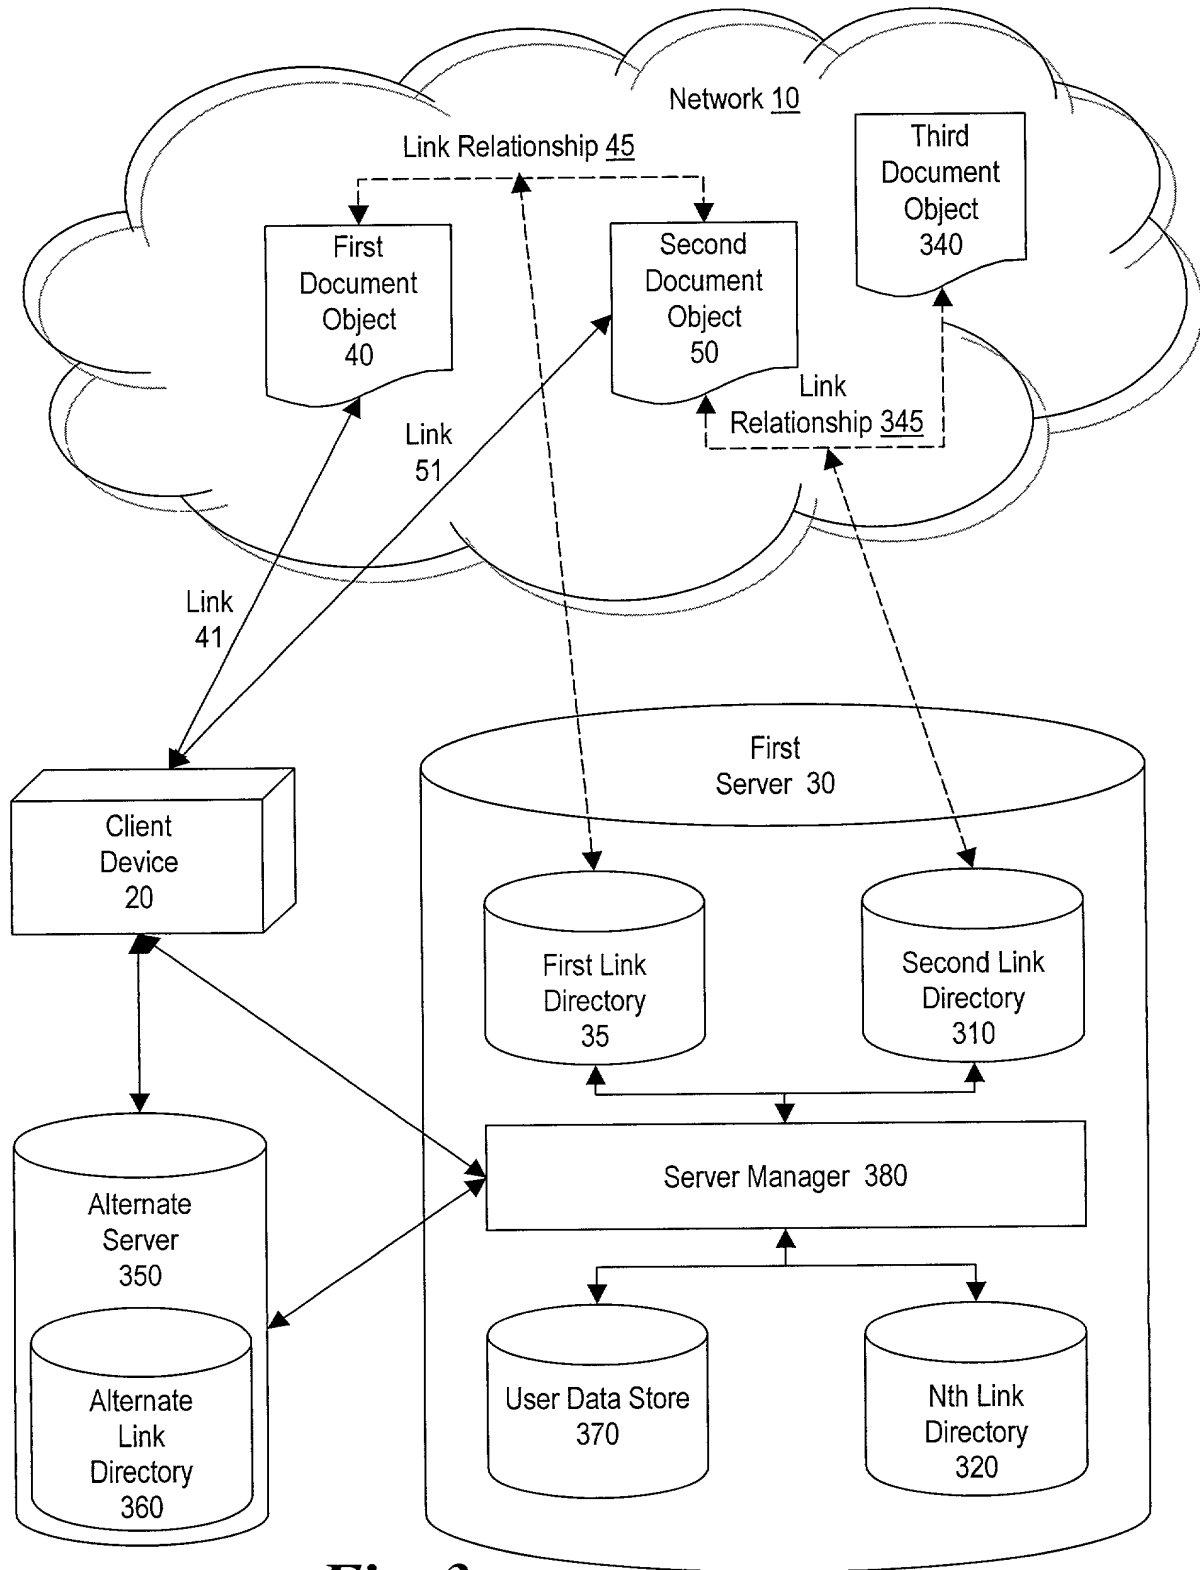 Network 10
Link Relationship 45
Third
Document
Object
340
First
Document
Object
40
Second
Document
Object
50
Link
Relationship 345
Link
51
Link
41
First
Server 30
Client
Device
20
First Link
Directory
35
Second Link
Directory
310
Server Manager 380
Alternate
Server
350
Alternate
Link
Directory
360
User Data Store
370
Nth Link
Directory
320